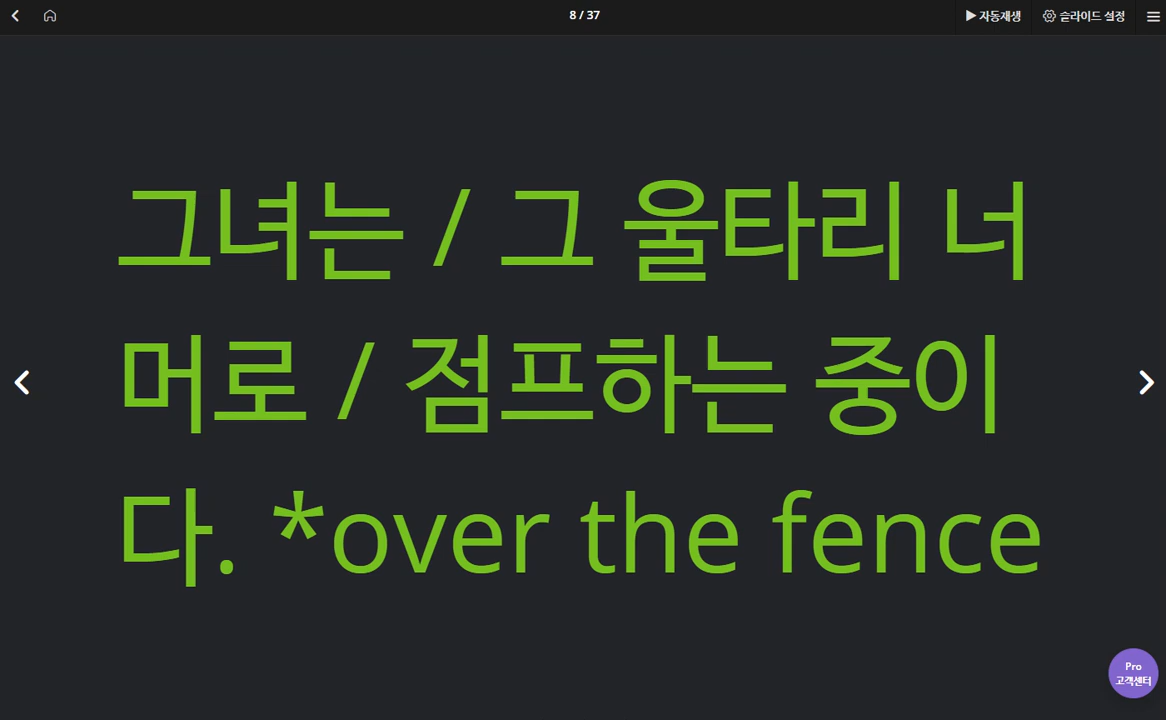 8 / 37
▶ 자동재생
슬라이드 설정
그녀는 / 그 울타리 너
머로 / 점프하는 중이
다. *over the fence
Pro
고객센터